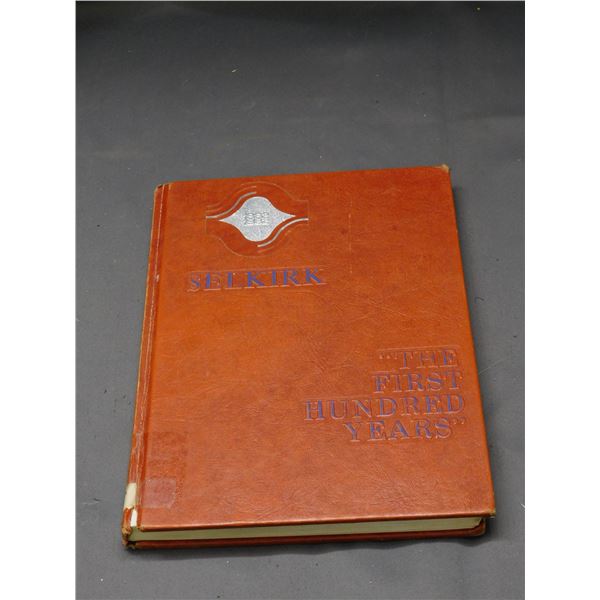 SELKIRK
"THE
FIRST
HUNDRED
YEARS"